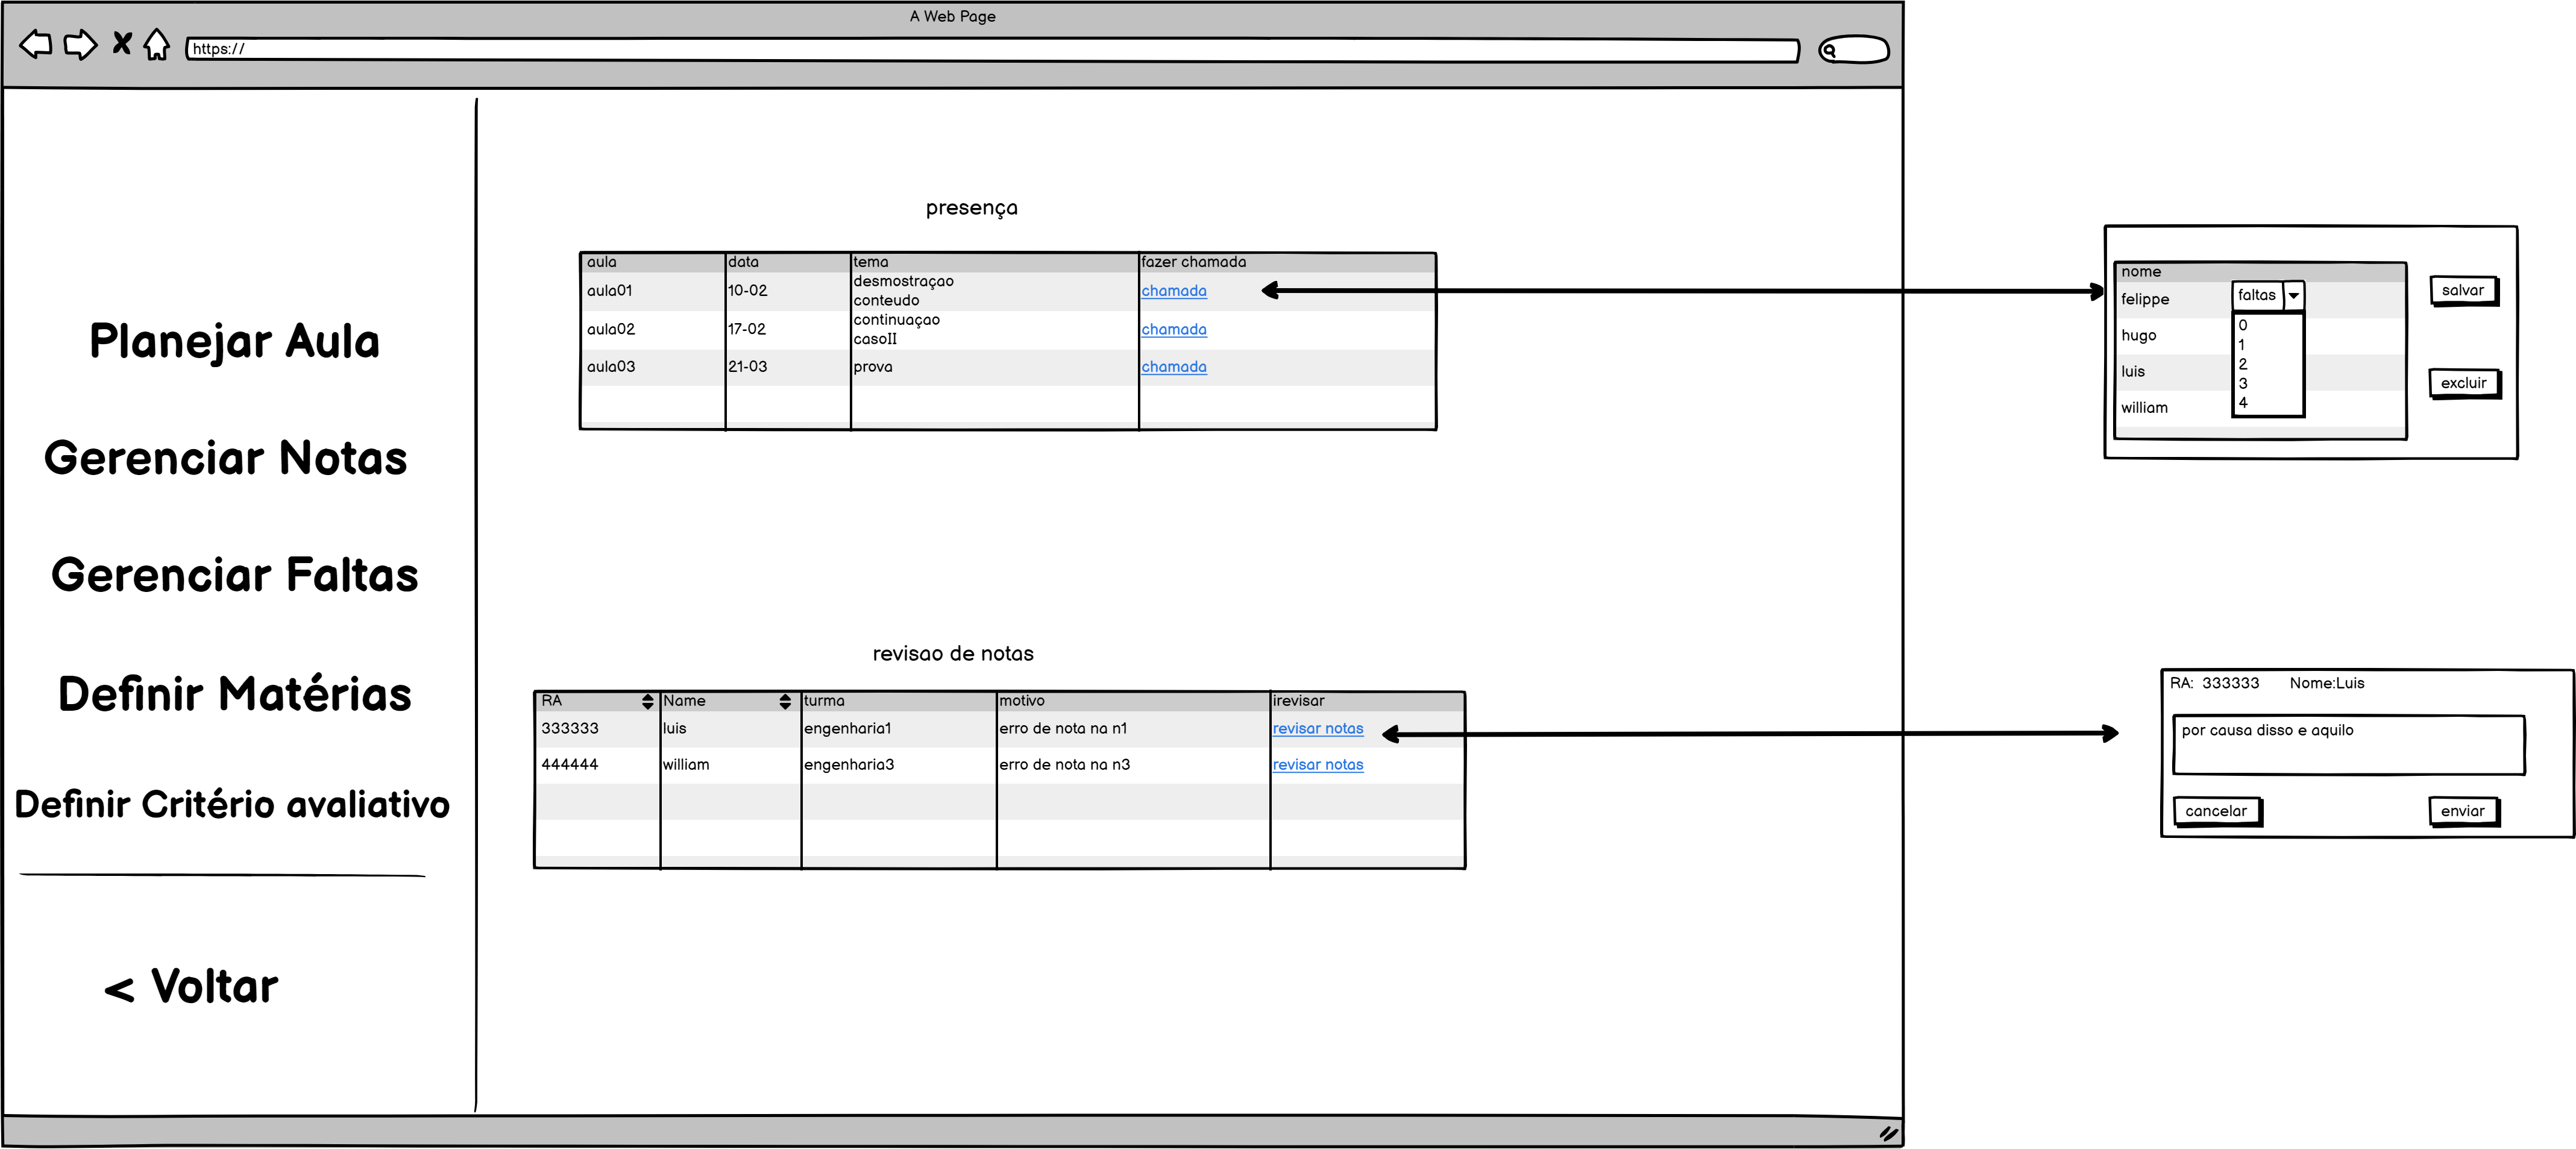 A Web Page
https://
Planejar Aula
Gerenciar Notas
Gerenciar Faltas
Definir Matérias
Definir Critério avaliativo
< Voltar
presença
aula data tema fazer chamada
aula01 10-02 desmostraçao conteudo chamada
aula02 17-02 continuaçao casoII chamada
aula03 21-03 prova chamada
revisao de notas
RA Name turma motivo irevisar
333333 luis engenharia1 erro de nota na n1 revisar notas
444444 william engenharia3 erro de nota na n3 revisar notas
nome
felippe
hugo
luis
william
faltas
0
1
2
3
4
salvar
excluir
RA: 333333 Nome:Luis
por causa disso e aquilo
cancelar enviar